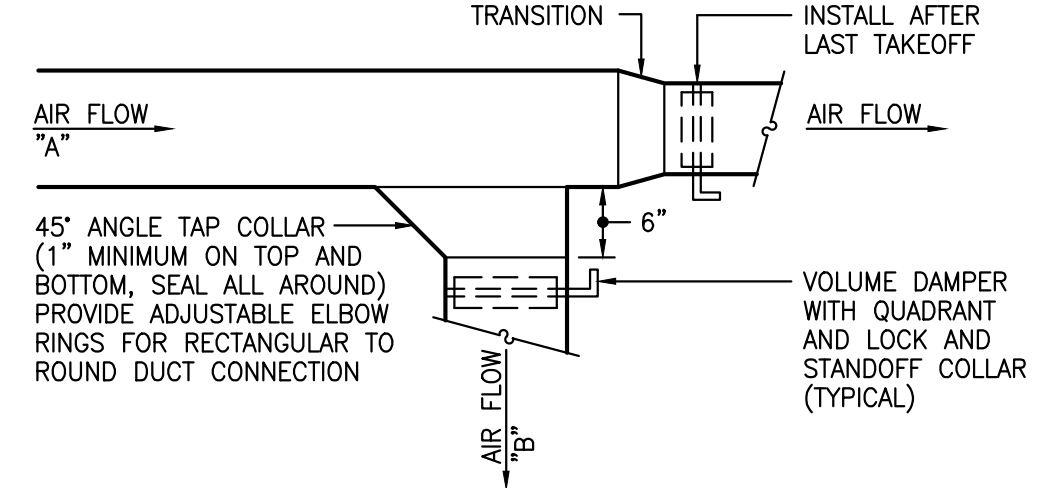 TRANSITION
INSTALL AFTER
LAST TAKEOFF
AIR FLOW
"A"
AIR FLOW
45° ANGLE TAP COLLAR
(1" MINIMUM ON TOP AND
BOTTOM, SEAL ALL AROUND)
PROVIDE ADJUSTABLE ELBOW
RINGS FOR RECTANGULAR TO
ROUND DUCT CONNECTION
6"
VOLUME DAMPER
WITH QUADRANT
AND LOCK AND
STANDOFF COLLAR
(TYPICAL)
AIR FLOW
"B"